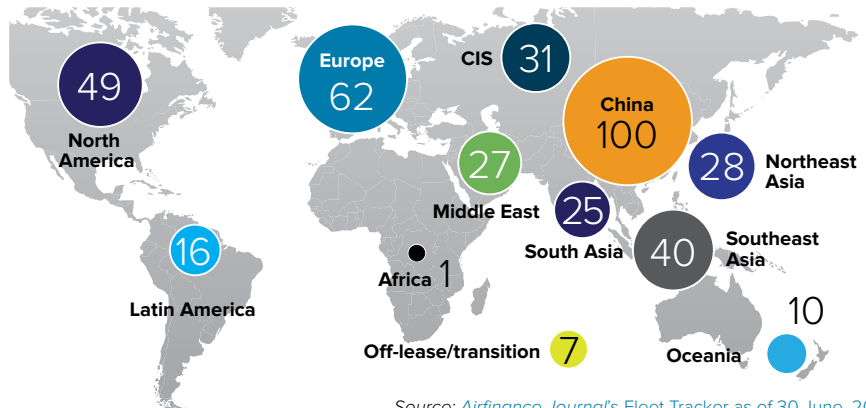 49
North
America
Europe
62
CIS
31
China
100
27
Middle East
28
Northeast
Asia
25
South Asia
40
Southeast
Asia
16
Latin America
Africa 1
Off-lease/transition 7
10
Oceania
Source: Airfinance Journal's Fleet Tracker as of 30 June,